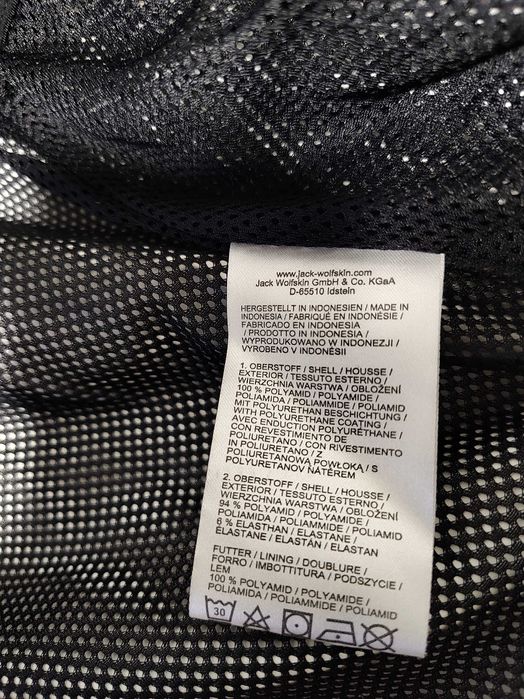 www.jack-wolfskin.com
Jack Wolfskin GmbH & Co. KGaA
D-65510 Idstein
HERGESTELLT IN INDONESIEN / MADE IN
INDONESIA / FABRIQUÉ EN INDONÉSIE /
FABRICADO EN INDONESIA
/ PRODOTTO IN INDONESIA /
WYPRODUKOWANO W INDONEZJI /
VYROBENO V INDONÉSII
1. OBERSTOFF / SHELL / HOUSSE /
EXTERIOR / TESSUTO ESTERNO /
WIERZCHNIA WARSTWA / OBLOŽENÍ
100 % POLYAMID / POLYAMIDE /
POLIAMIDA / POLIAMMIDE / POLIAMID
MIT POLYURETHAN BESCHICHTUNG /
WITH POLYURETHANE COATING /
AVEC ENDUCTION POLYURÉTHANE /
CON REVESTIMIENTO DE
POLIURETANO / CON RIVESTIMENTO
IN POLIURETANO / Z
POLIURETANOWĄ POWŁOKĄ / S
POLYURETANOV NÁTĚREM
2. OBERSTOFF / SHELL / HOUSSE /
EXTERIOR / TESSUTO ESTERNO /
WIERZCHNIA WARSTWA / OBLOŽENÍ
94 % POLYAMID / POLYAMIDE /
POLIAMIDA / POLIAMMIDE / POLIAMID
6 % ELASTHAN / ELASTANE /
ÉLASTANE / ELASTÁN / ELASTAN
FUTTER / LINING / DOUBLURE /
FORRO / IMBOTTITURA / PODSZYCIE /
LEM
100 % POLYAMID / POLYAMIDE /
POLIAMIDA / POLIAMMIDE / POLIAMID
30